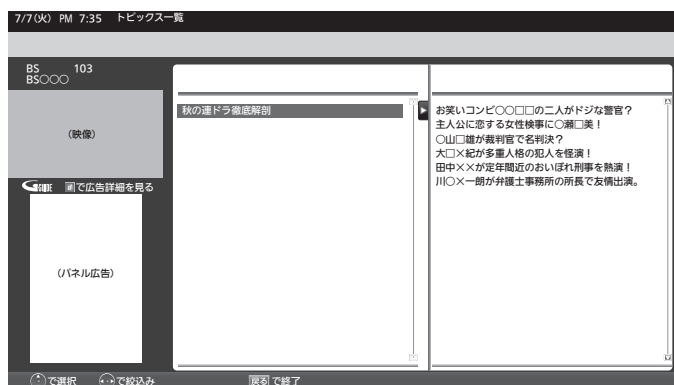 7/7(火) PM 7:35 トピックス一覧
BS 103
BS○○○
(映像)
Gガイド 📰で広告詳細を見る
(パネル広告)
秋の連ドラ徹底解剖
お笑いコンビ○○□□の二人がドジな警官?
主人公に恋する女性検事に○瀬□美!
○山□雄が裁判官で名判決?
大□×紀が多重人格の犯人を怪演!
田中××が定年間近のおいぼれ刑事を熱演!
川○×一朗が弁護士事務所の所長で友情出演。
で選択 で絞込み 戻るで終了